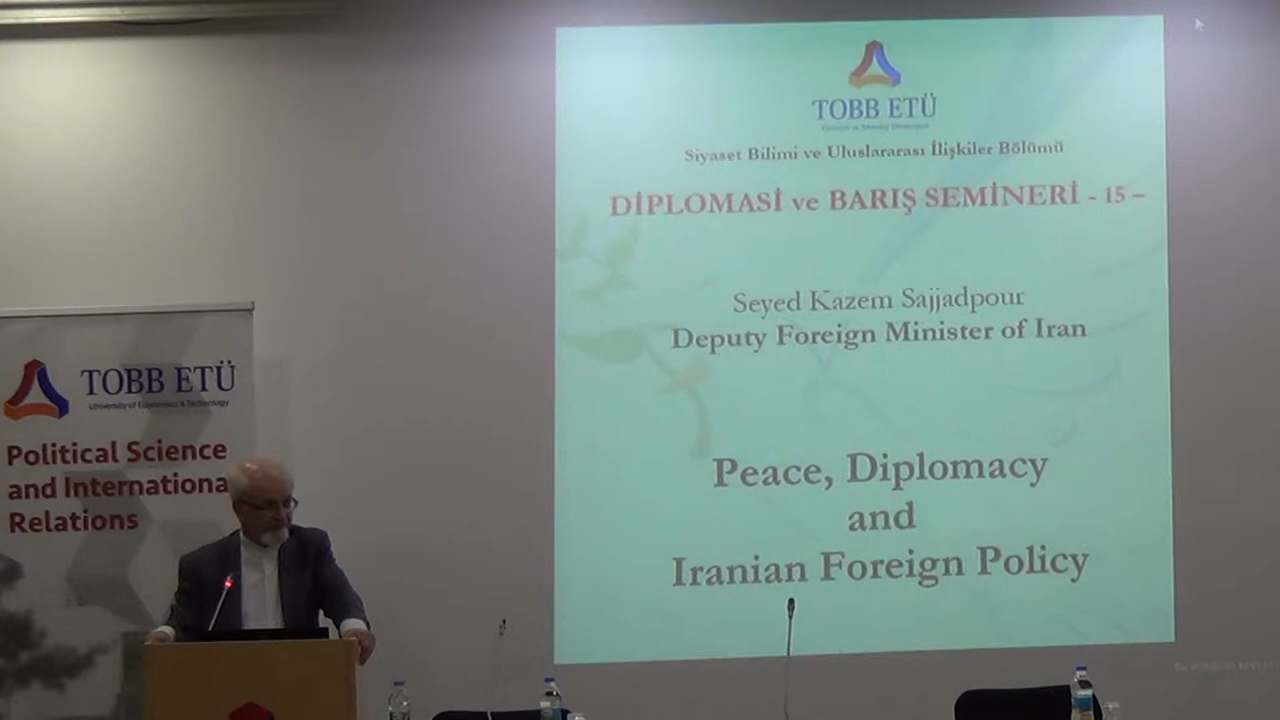 TOBB ETÜ
Siyaset Bilimi ve Uluslararası İlişkiler Bölümü
DİPLOMASİ ve BARIŞ SEMİNERİ - 15 –
Seyed Kazem Sajjadpour
Deputy Foreign Minister of Iran
Peace, Diplomacy
and
Iranian Foreign Policy
TOBB ETÜ
University of Economics & Technology
Political Science
and Internationa
Relations